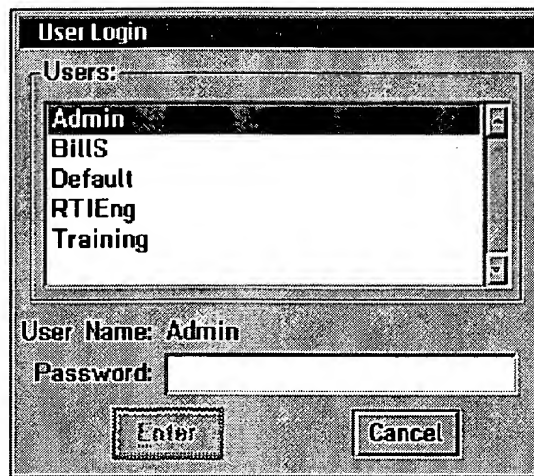 User Login
Users:
Admin
BillS
Default
RTIEng
Training
User Name: Admin
Password:
Enter
Cancel